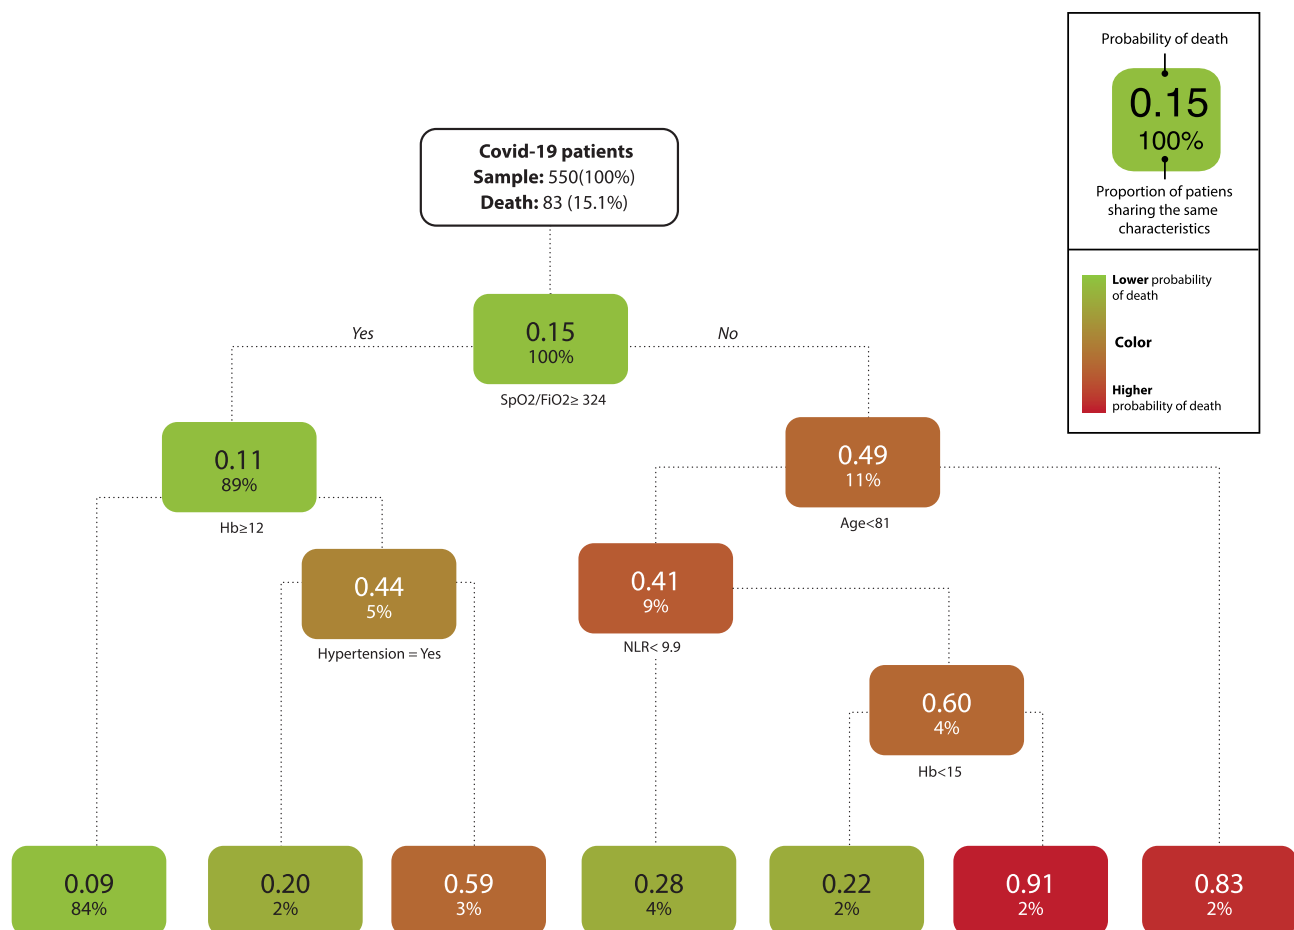 Probability of death
0.15
100%
Proportion of patiens
sharing the same
characteristics
Lower probability
of death
Color
Higher
probability of death
Covid-19 patients
Sample: 550(100%)
Death: 83 (15.1%)
0.15
100%
Yes
No
SpO2/FiO2≥ 324
0.11
89%
Hb≥12
0.49
11%
Age<81
0.44
5%
Hypertension = Yes
0.41
9%
NLR< 9.9
0.60
4%
Hb<15
0.09
84%
0.20
2%
0.59
3%
0.28
4%
0.22
2%
0.91
2%
0.83
2%